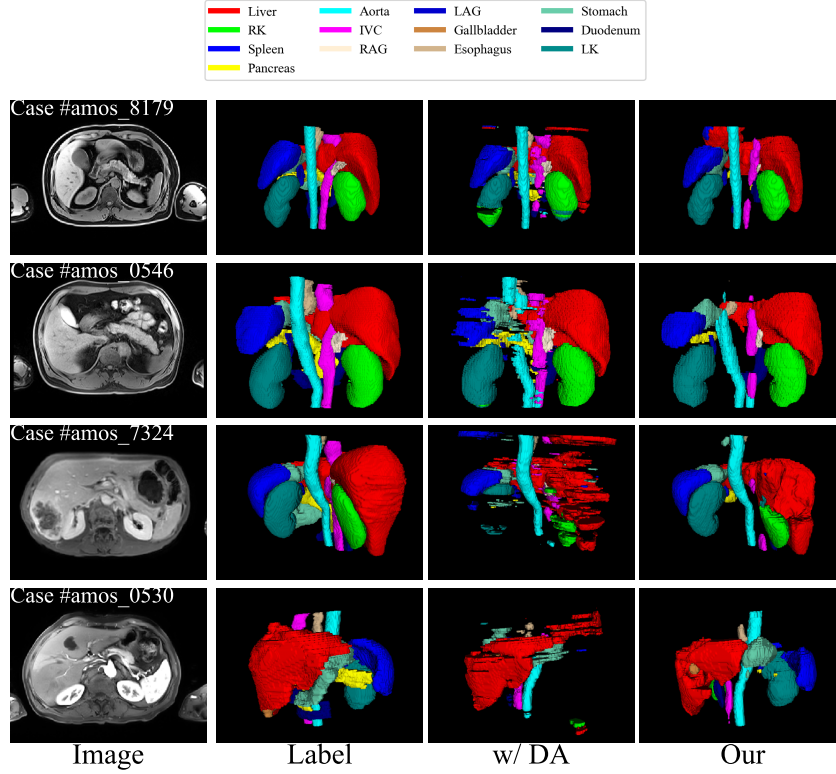 Liver Aorta LAG Stomach
RK IVC Gallbladder Duodenum
Spleen RAG Esophagus LK
Pancreas
Case #amos_8179
Case #amos_0546
Case #amos_7324
Case #amos_0530
Image Label w/ DA Our